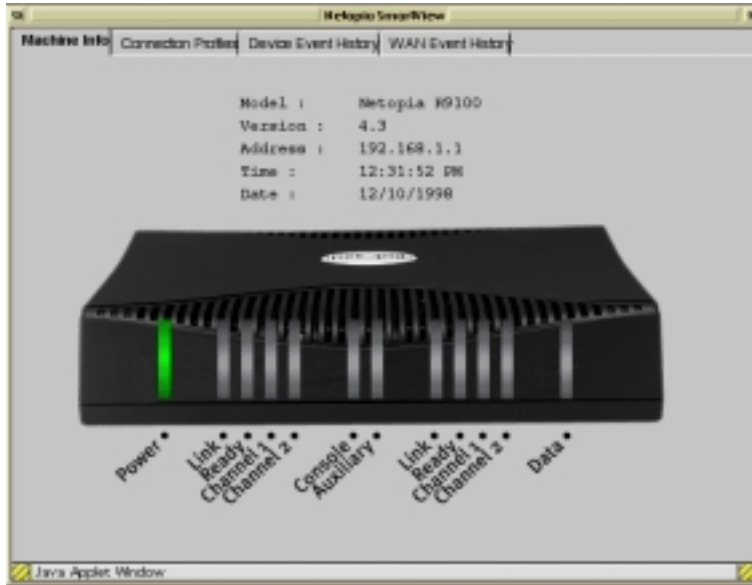 Netopia SmartView
Machine Info Connection Profiles Device Event History WAN Event History
Model : Netopia R9100
Version : 4.3
Address : 192.168.1.1
Time : 12:31:52 PM
Date : 12/10/1998
Power Link Ready Channel 1 Channel 2 Console Auxiliary Link Ready Channel 1 Channel 2 Data
Java Applet Window